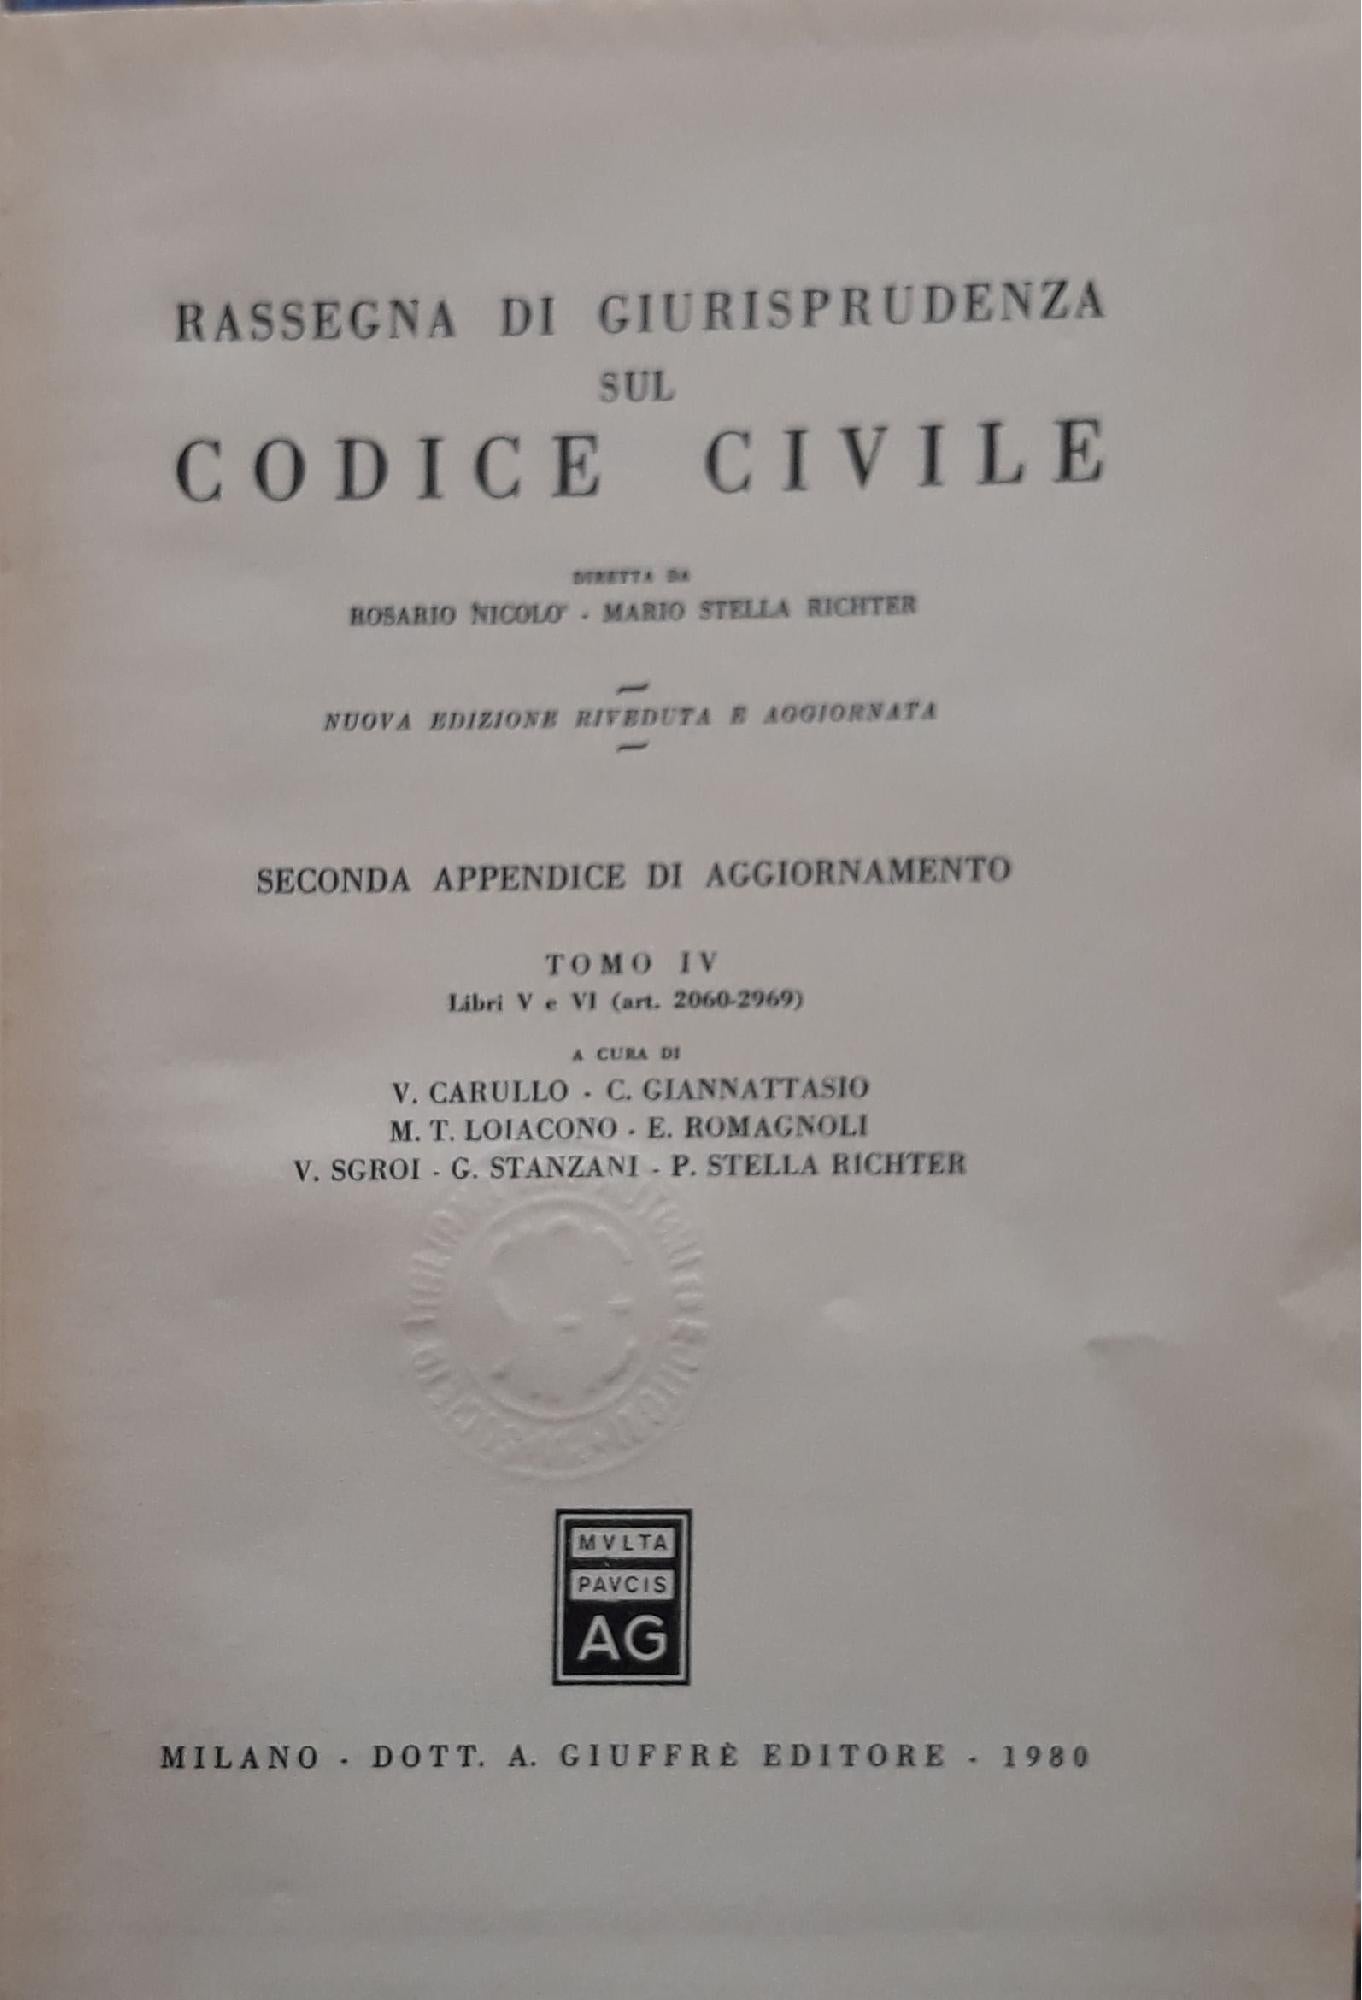 RASSEGNA DI GIURISPRUDENZA
SUL
CODICE CIVILE
DIRETTA DA
ROSARIO NICOLO' - MARIO STELLA RICHTER
NUOVA EDIZIONE RIVEDUTA E AGGIORNATA
SECONDA APPENDICE DI AGGIORNAMENTO
TOMO IV
Libri V e VI (art. 2060-2969)
A CURA DI
V. CARULLO - C. GIANNATTASIO
M. T. LOIACONO - E. ROMAGNOLI
V. SGROI - G. STANZANI - P. STELLA RICHTER
MVLTA
PAVCIS
AG
MILANO - DOTT. A. GIUFFRÈ EDITORE - 1980